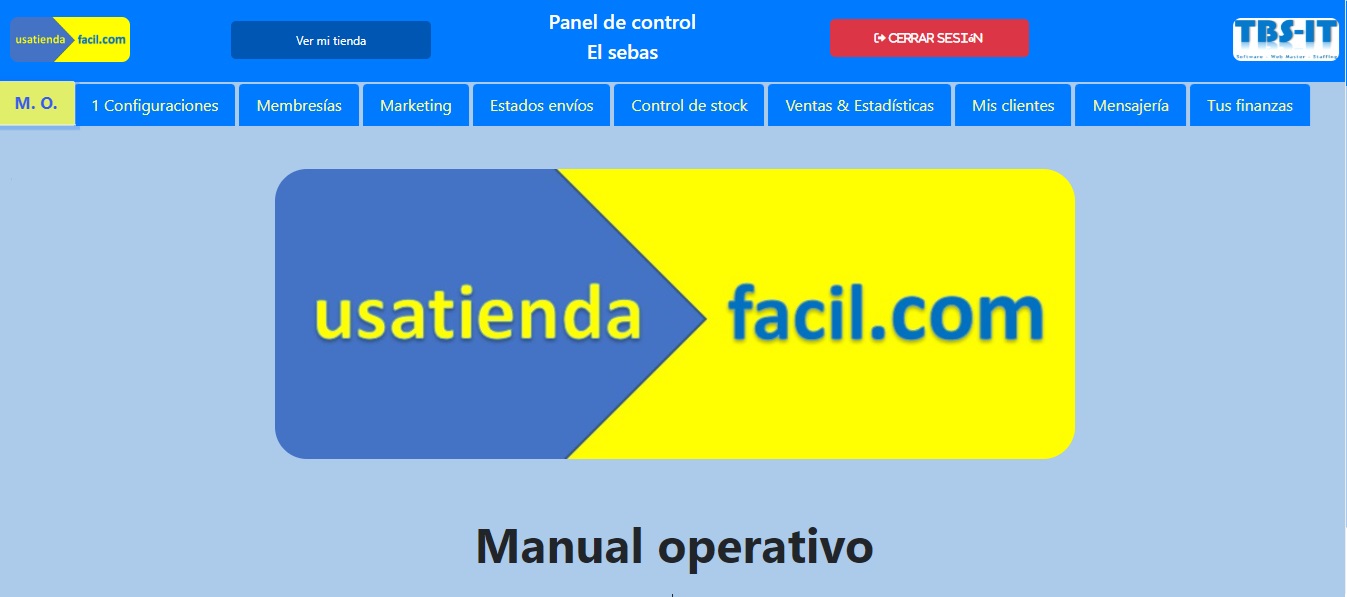 usatienda facil.com
Ver mi tienda
Panel de control
El sebas
CERRAR SESIóN
TBS-IT
Software - Web Master - Staffing
M. O.
1 Configuraciones
Membresías
Marketing
Estados envíos
Control de stock
Ventas & Estadísticas
Mis clientes
Mensajería
Tus finanzas
usatienda facil.com
Manual operativo